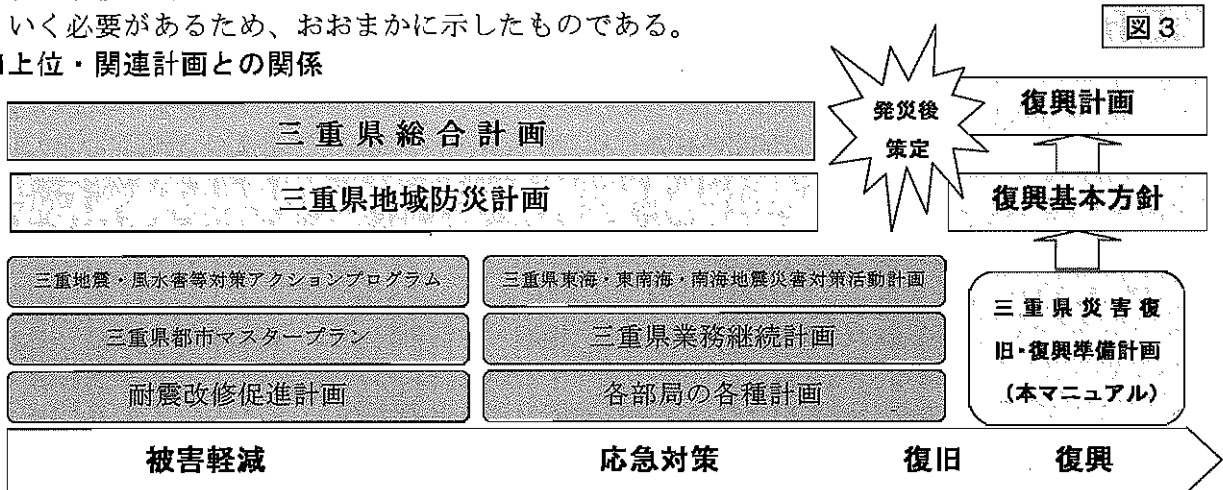 いく必要があるため、おおまかに示したものである。
図3
上位・関連計画との関係
三重県総合計画
発災後
策定
復興計画
三重県地域防災計画
復興基本方針
三重地震・風水害等対策アクションプログラム
三重県東海・東南海・南海地震災害対策活動計画
三重県災害復
旧・復興準備計画
(本マニュアル)
三重県都市マスタープラン
三重県業務継続計画
耐震改修促進計画
各部局の各種計画
被害軽減
応急対策
復旧
復興